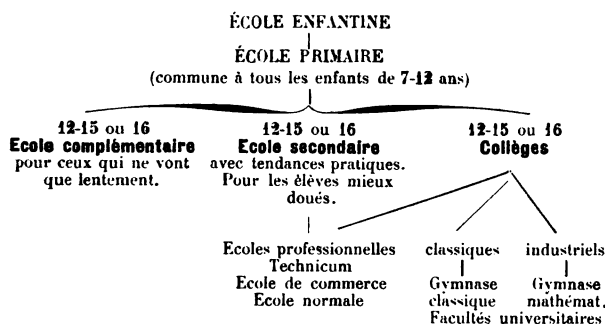 ÉCOLE ENFANTINE
ÉCOLE PRIMAIRE
(commune à tous les enfants de 7-12 ans)
12-15 ou 16
Ecole complémentaire
pour ceux qui ne vont
que lentement.
12-15 ou 16
Ecole secondaire
avec tendances pratiques.
Pour les élèves mieux
doués.
12-15 ou 16
Collèges
Ecoles professionnelles
Technicum
Ecole de commerce
Ecole normale
classiques
Gymnase
classique
industriels
Gymnase
mathémat.
Facultés universitaires